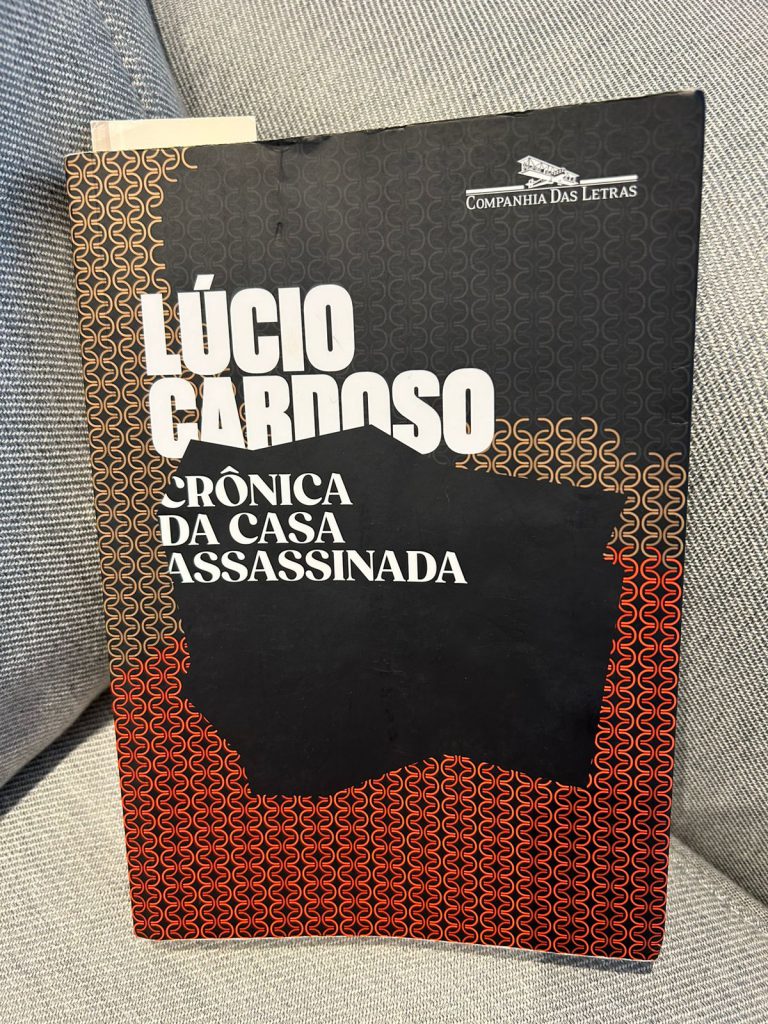 COMPANHIA DAS LETRAS
LÚCIO
CARDOSO
CRÔNICA
DA CASA
ASSASSINADA